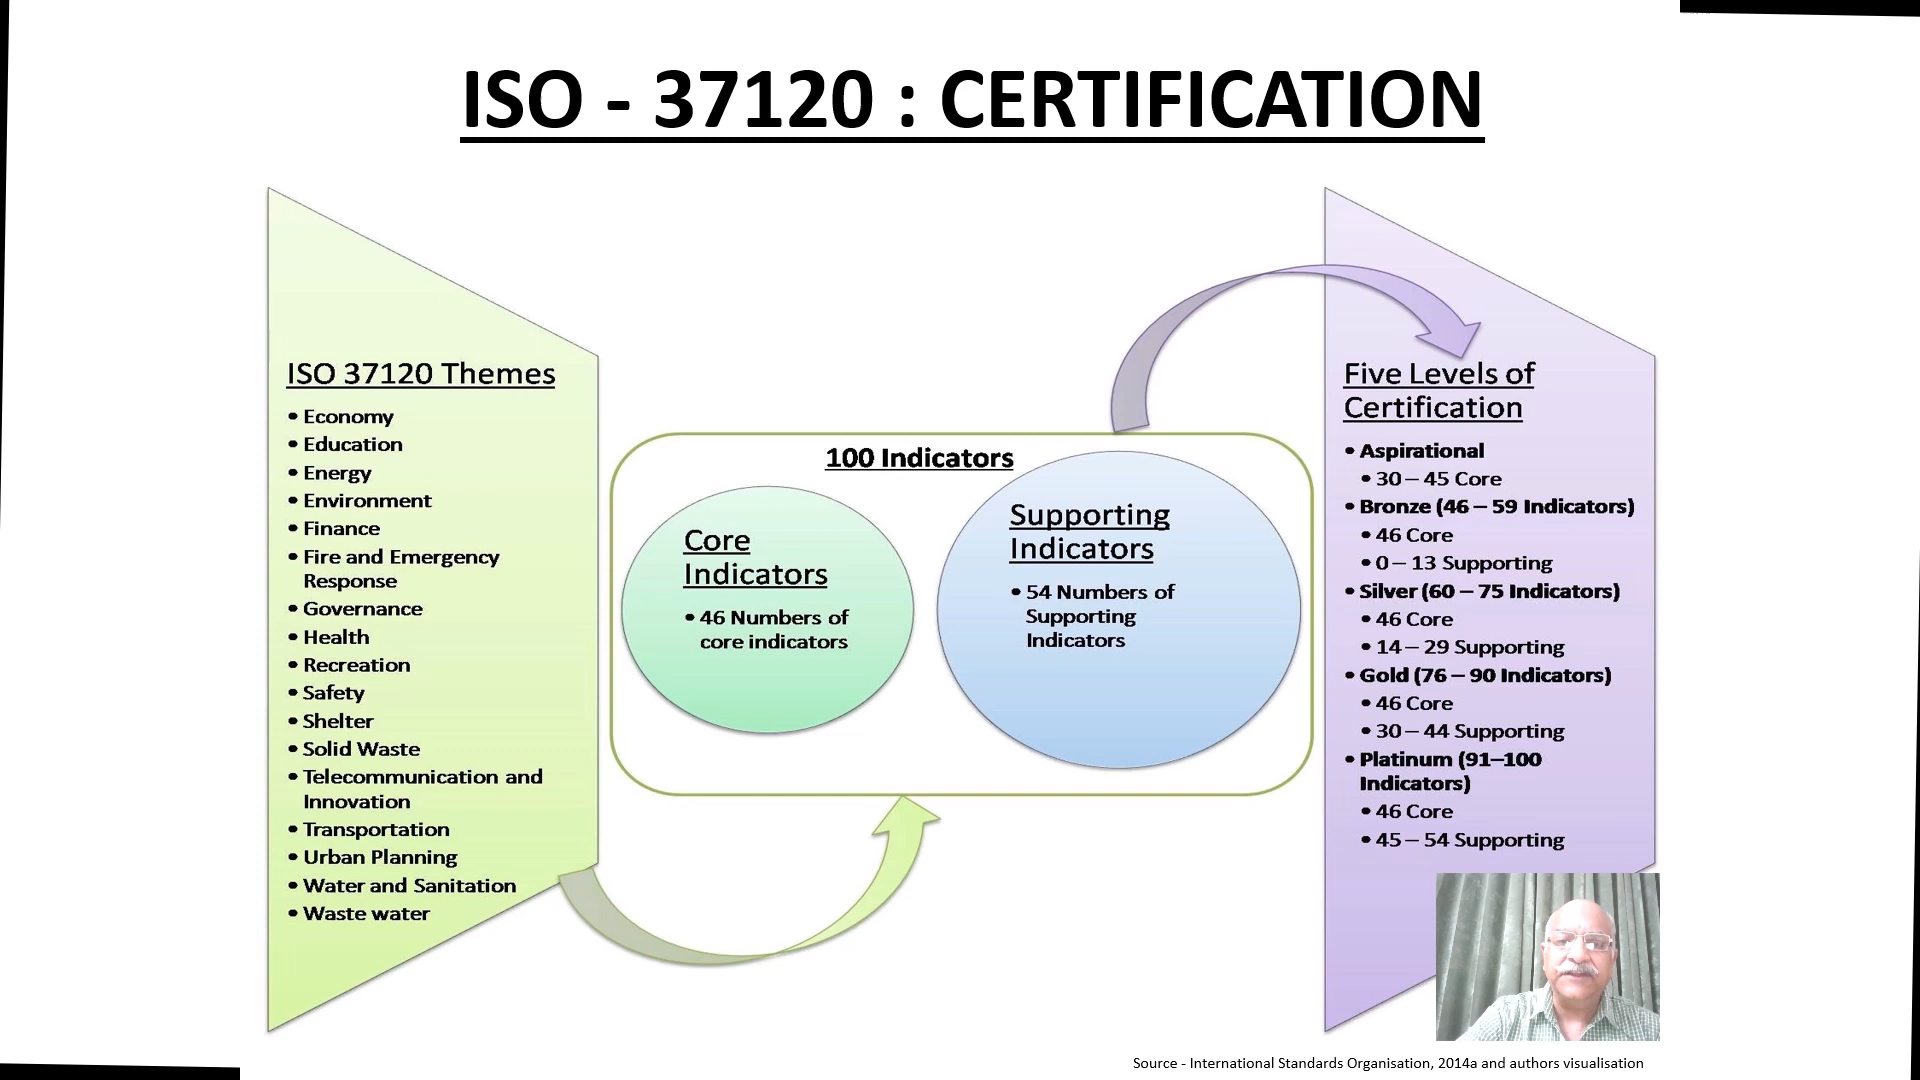 ISO - 37120 : CERTIFICATION
ISO 37120 Themes
• Economy
• Education
• Energy
• Environment
• Finance
• Fire and Emergency
Response
• Governance
• Health
• Recreation
• Safety
• Shelter
• Solid Waste
• Telecommunication and
Innovation
• Transportation
• Urban Planning
• Water and Sanitation
• Waste water
100 Indicators
Core
Indicators
• 46 Numbers of
core indicators
Supporting
Indicators
• 54 Numbers of
Supporting
Indicators
Five Levels of
Certification
• Aspirational
• 30 – 45 Core
• Bronze (46 – 59 Indicators)
• 46 Core
• 0 – 13 Supporting
• Silver (60 – 75 Indicators)
• 46 Core
• 14 – 29 Supporting
• Gold (76 – 90 Indicators)
• 46 Core
• 30 – 44 Supporting
• Platinum (91–100
Indicators)
• 46 Core
• 45 – 54 Supporting
Source - International Standards Organisation, 2014a and authors visualisation